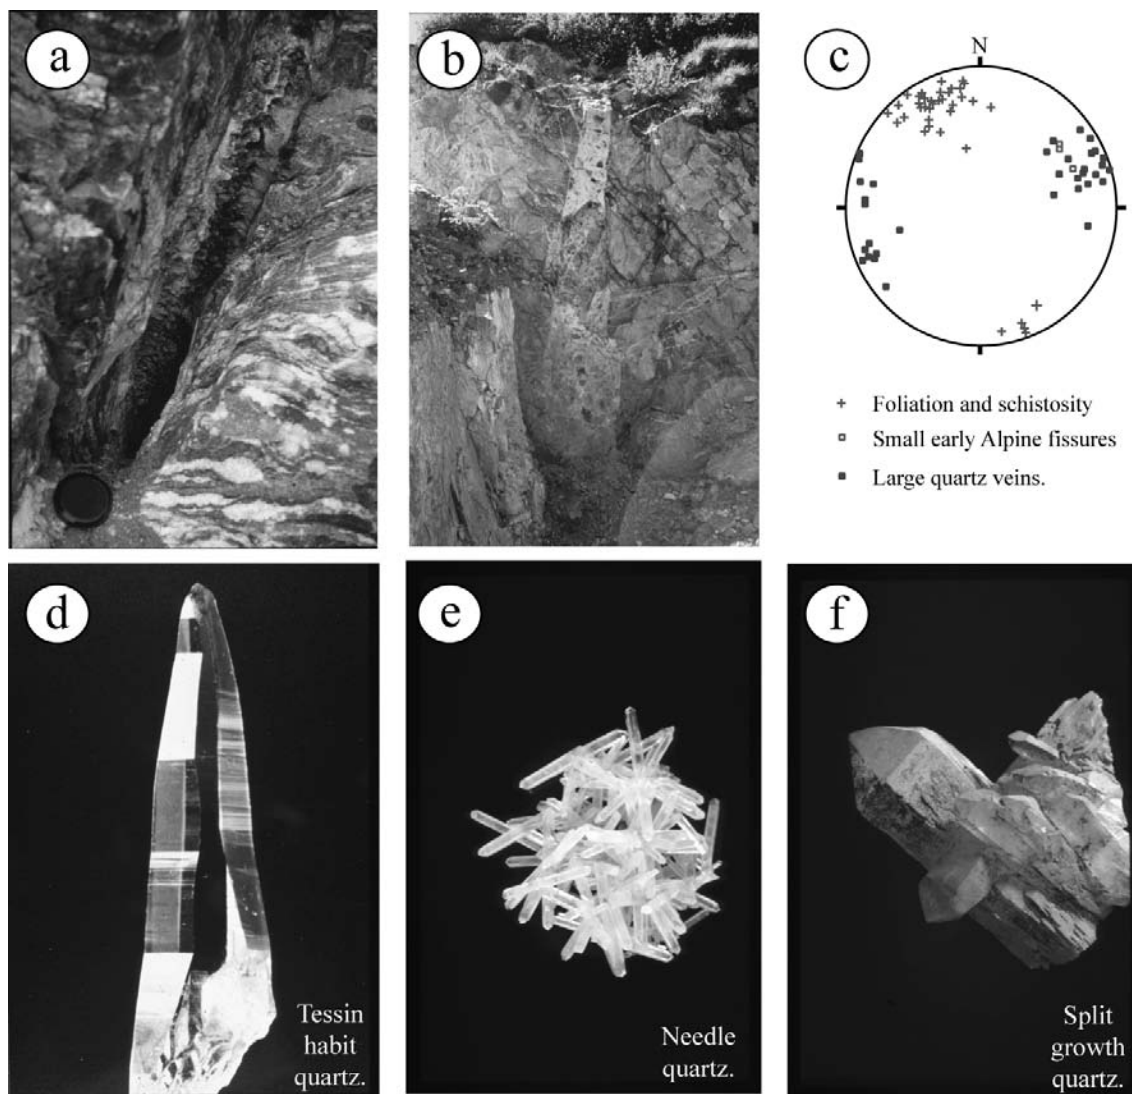 a
b
c
N
Foliation and schistosity
Small early Alpine fissures
Large quartz veins.
d
Tessin
habit
quartz.
e
Needle
quartz.
f
Split
growth
quartz.